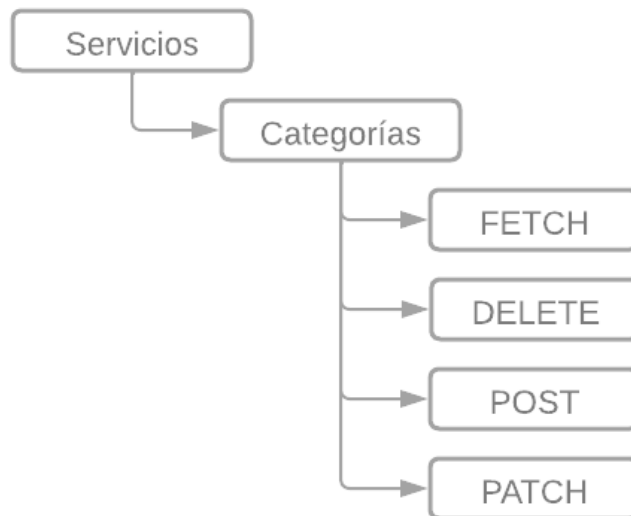 Servicios
Categorías
FETCH
DELETE
POST
PATCH